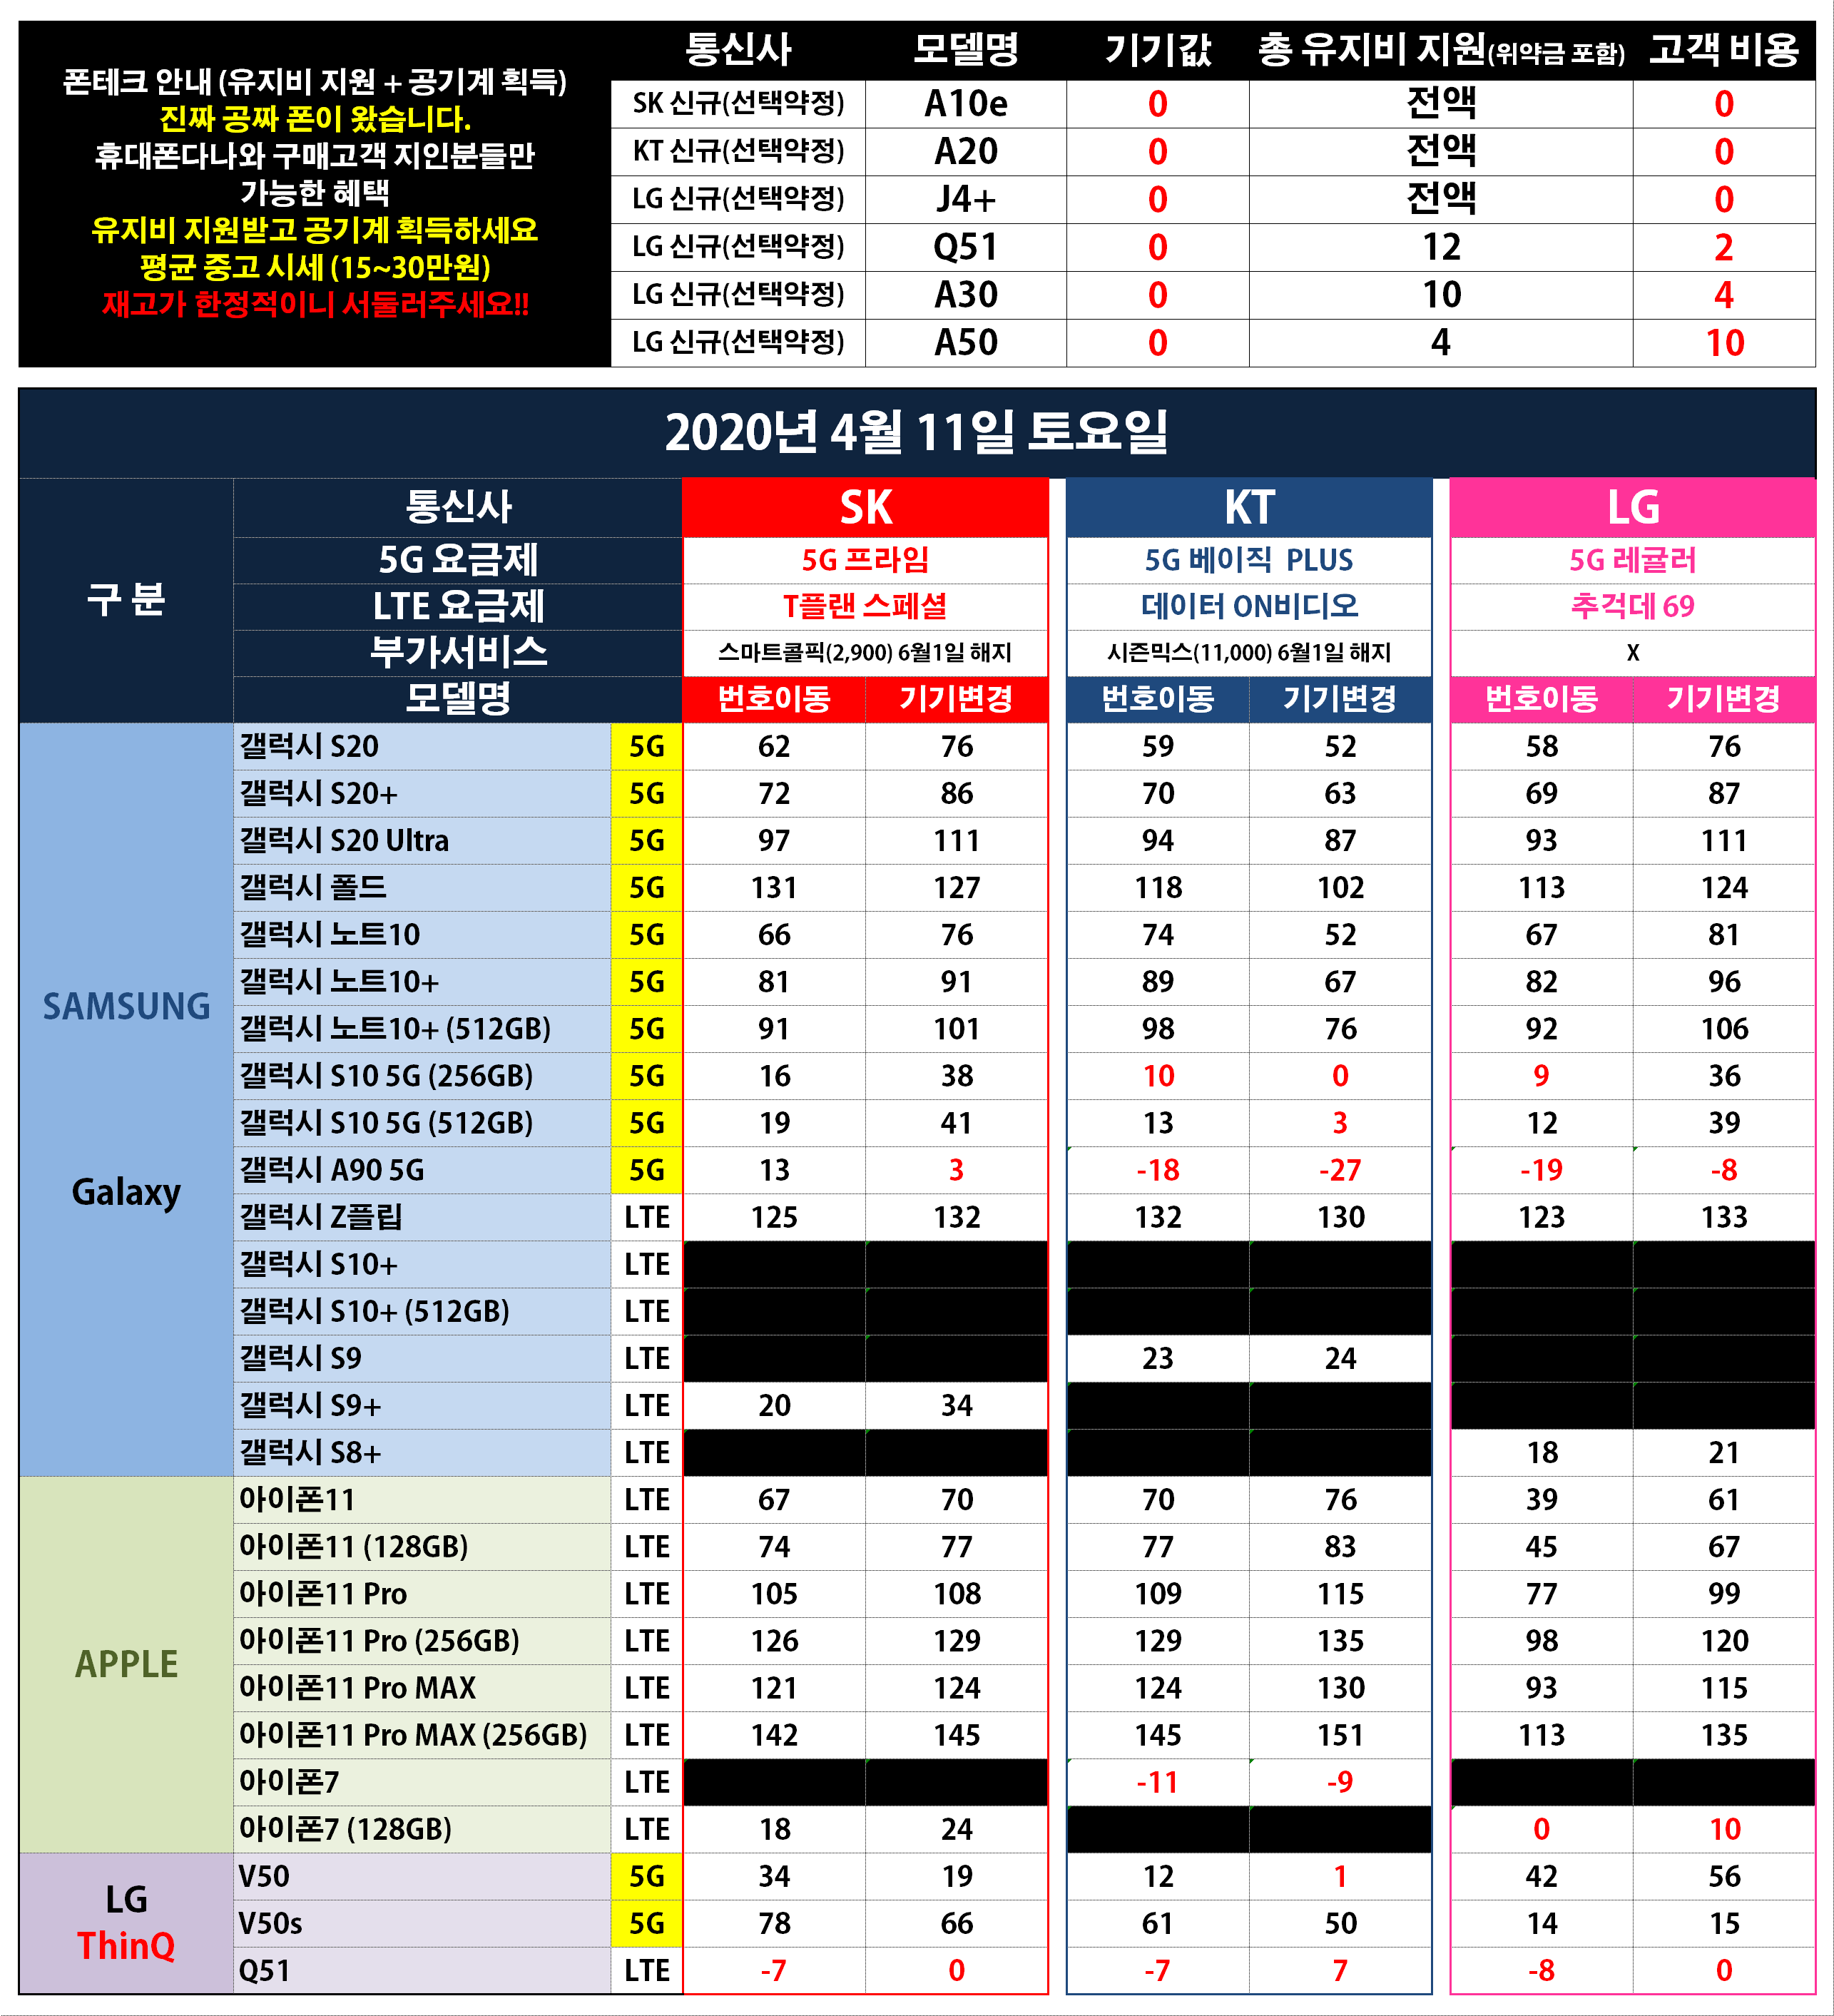 폰테크 안내 (유지비 지원 + 공기계 획득)
진짜 공짜 폰이 왔습니다.
휴대폰다나와 구매고객 지인분들만
가능한 혜택
유지비 지원받고 공기계 획득하세요
평균 중고 시세 (15~30만원)
재고가 한정적이니 서둘러주세요!!
통신사 모델명 기기값 총 유지비 지원(위약금 포함) 고객 비용
SK 신규(선택약정) A10e 0 전액 0
KT 신규(선택약정) A20 0 전액 0
LG 신규(선택약정) J4+ 0 전액 0
LG 신규(선택약정) Q51 0 12 2
LG 신규(선택약정) A30 0 10 4
LG 신규(선택약정) A50 0 4 10
2020년 4월 11일 토요일
구 분
통신사 SK KT LG
5G 요금제 5G 프라임 5G 베이직 PLUS 5G 레귤러
LTE 요금제 T플랜 스페셜 데이터 ON비디오 추걱데 69
부가서비스 스마트콜픽(2,900) 6월1일 해지 시즌믹스(11,000) 6월1일 해지 X
모델명 번호이동 기기변경 번호이동 기기변경 번호이동 기기변경
SAMSUNG
Galaxy
갤럭시 S20 5G 62 76 59 52 58 76
갤럭시 S20+ 5G 72 86 70 63 69 87
갤럭시 S20 Ultra 5G 97 111 94 87 93 111
갤럭시 폴드 5G 131 127 118 102 113 124
갤럭시 노트10 5G 66 76 74 52 67 81
갤럭시 노트10+ 5G 81 91 89 67 82 96
갤럭시 노트10+ (512GB) 5G 91 101 98 76 92 106
갤럭시 S10 5G (256GB) 5G 16 38 10 0 9 36
갤럭시 S10 5G (512GB) 5G 19 41 13 3 12 39
갤럭시 A90 5G 5G 13 3 -18 -27 -19 -8
갤럭시 Z플립 LTE 125 132 132 130 123 133
갤럭시 S10+ LTE
갤럭시 S10+ (512GB) LTE
갤럭시 S9 LTE 23 24
갤럭시 S9+ LTE 20 34
갤럭시 S8+ LTE 18 21
APPLE
아이폰11 LTE 67 70 70 76 39 61
아이폰11 (128GB) LTE 74 77 77 83 45 67
아이폰11 Pro LTE 105 108 109 115 77 99
아이폰11 Pro (256GB) LTE 126 129 129 135 98 120
아이폰11 Pro MAX LTE 121 124 124 130 93 115
아이폰11 Pro MAX (256GB) LTE 142 145 145 151 113 135
아이폰7 LTE -11 -9
아이폰7 (128GB) LTE 18 24 0 10
LG
ThinQ
V50 5G 34 19 12 1 42 56
V50s 5G 78 66 61 50 14 15
Q51 LTE -7 0 -7 7 -8 0